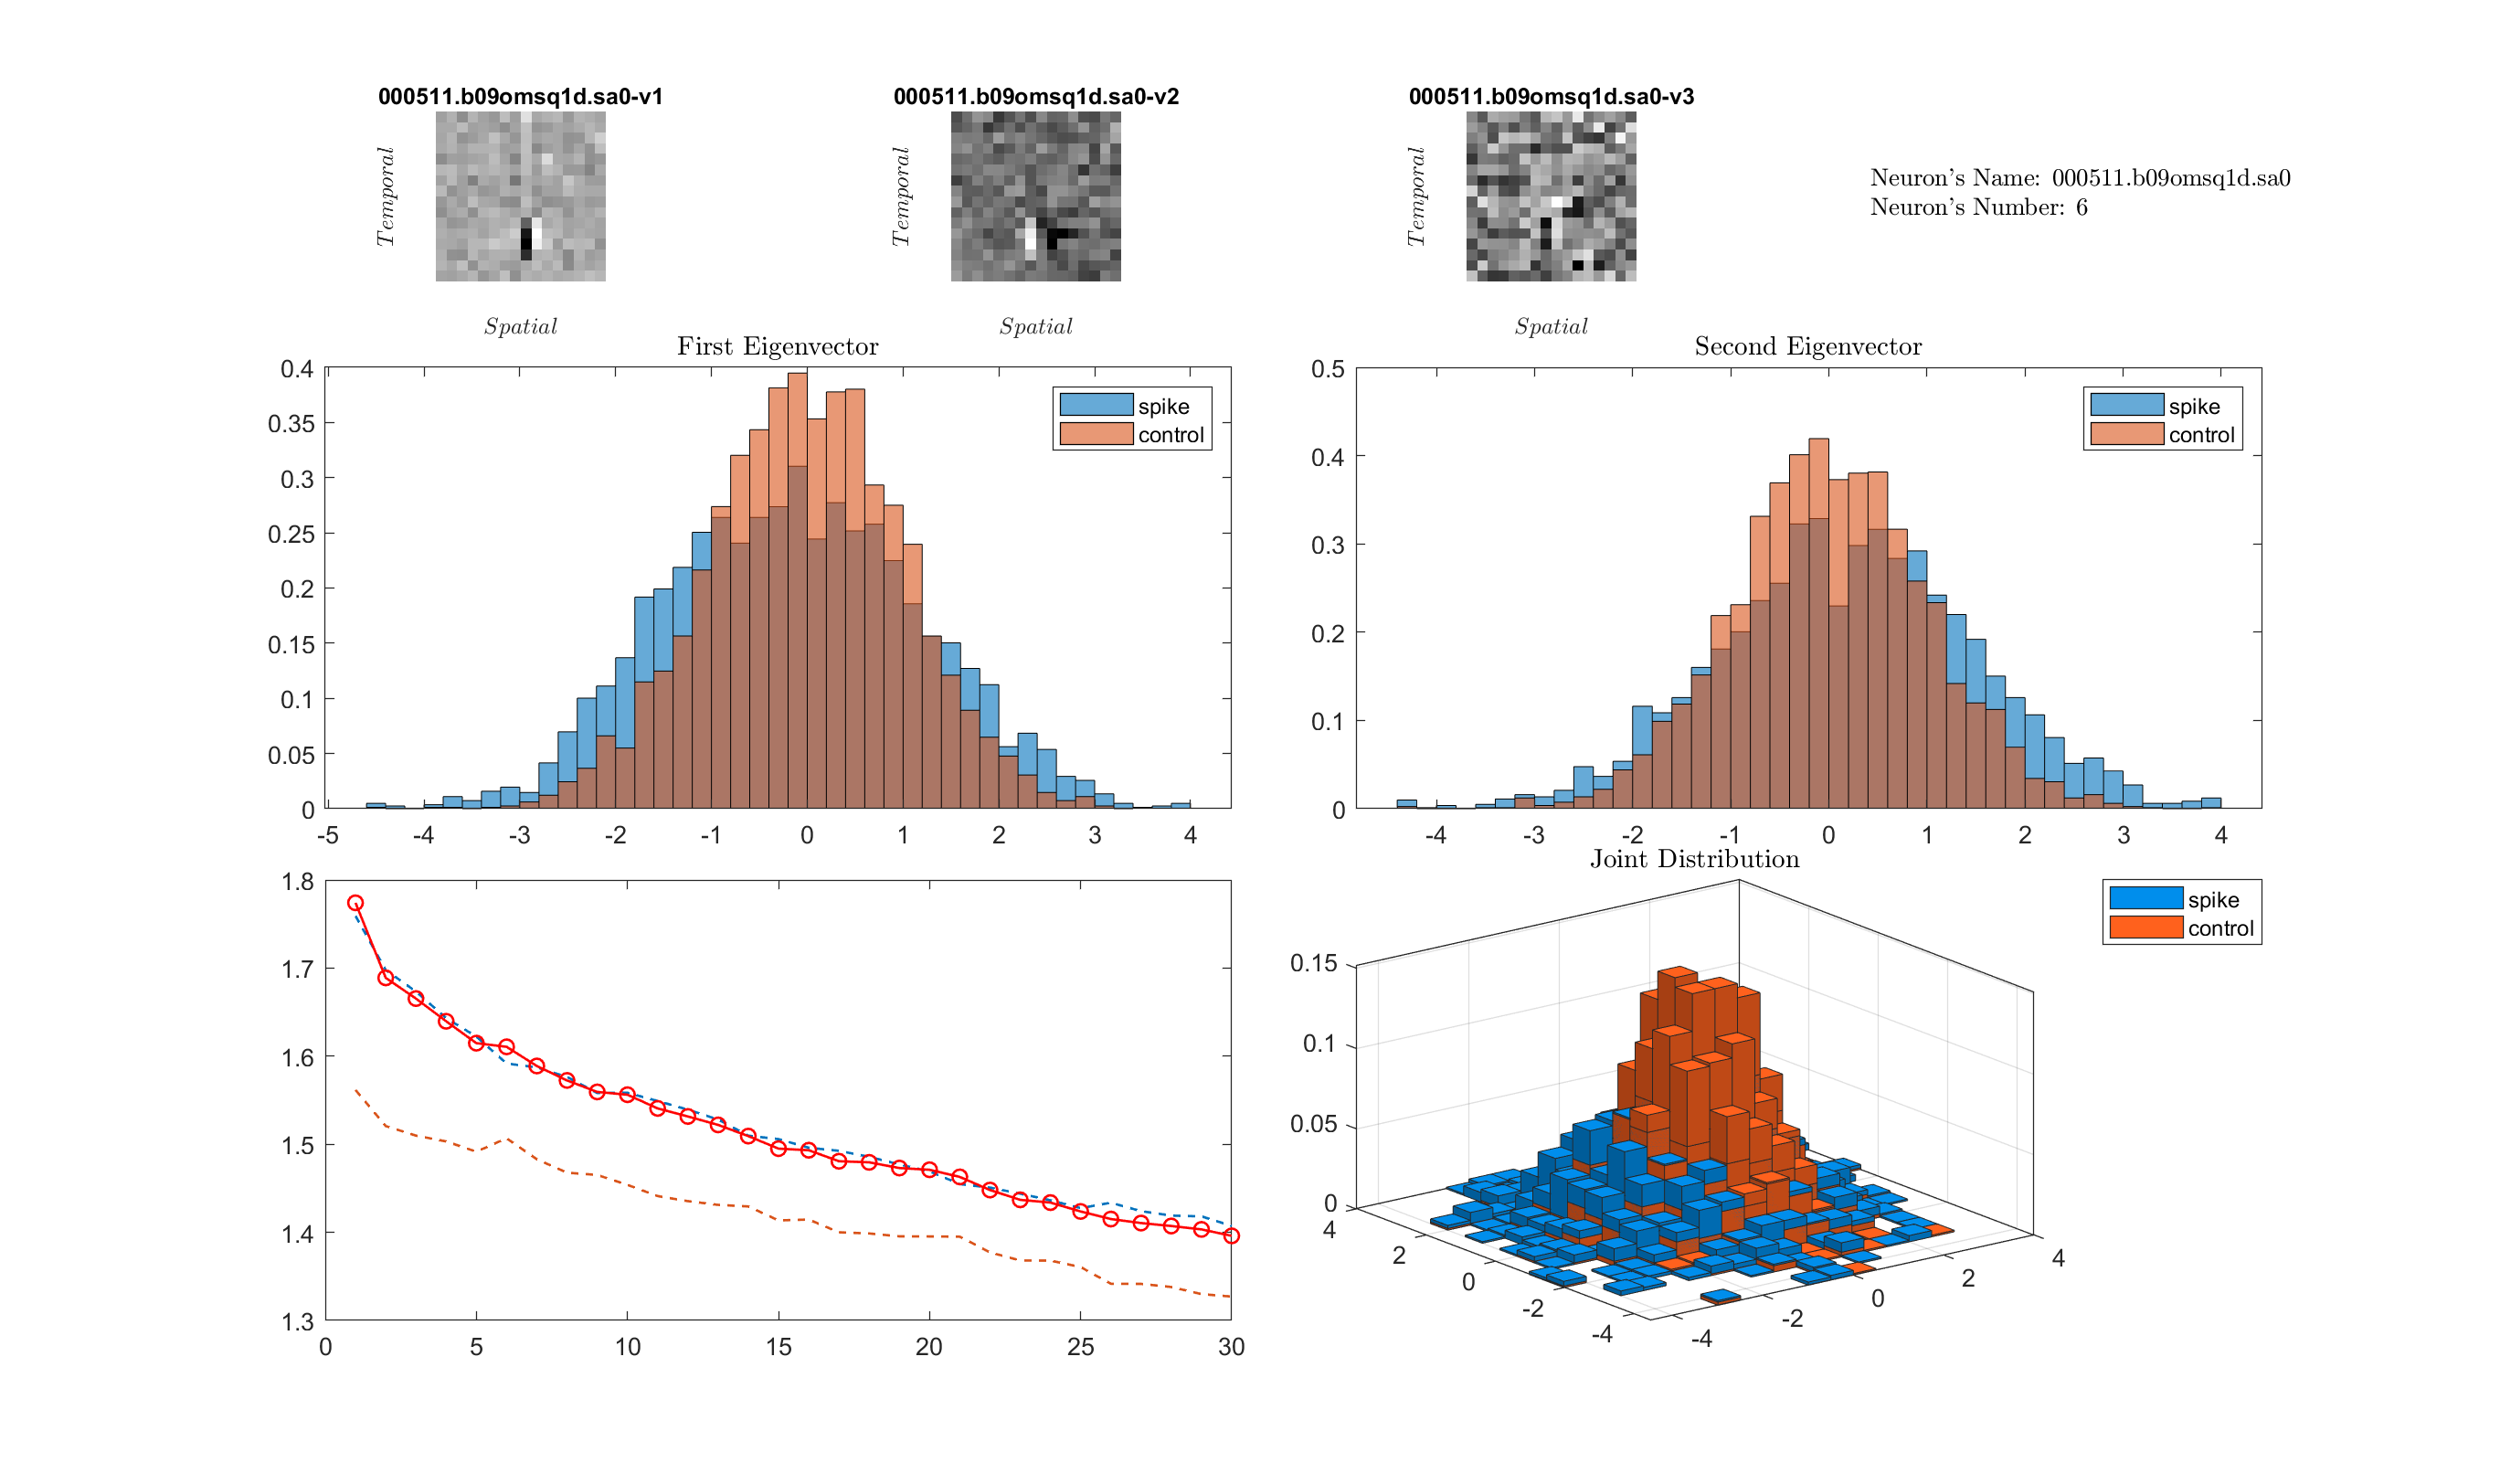 000511.b09omsq1d.sa0-v1
000511.b09omsq1d.sa0-v2
000511.b09omsq1d.sa0-v3
Temporal
Temporal
Temporal
Spatial
Spatial
Spatial
Neuron's Name: 000511.b09omsq1d.sa0
Neuron's Number: 6
First Eigenvector
0.4
0.35
0.3
0.25
0.2
0.15
0.1
0.05
0
-5 -4 -3 -2 -1 0 1 2 3 4
spike
control
Second Eigenvector
0.5
0.4
0.3
0.2
0.1
0
-4 -3 -2 -1 0 1 2 3 4
spike
control
1.8
1.7
1.6
1.5
1.4
1.3
0 5 10 15 20 25 30
Joint Distribution
spike
control
0.15
0.1
0.05
0
4
2
0
-2
-4
-4
-2
0
2
4